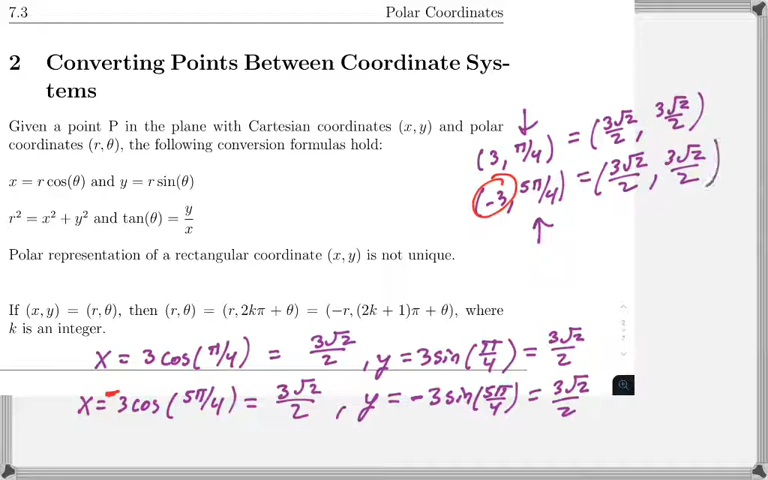 7.3 Polar Coordinates
2 Converting Points Between Coordinate Sys-
tems
Given a point P in the plane with Cartesian coordinates (x, y) and polar
coordinates (r, θ), the following conversion formulas hold:
x = r cos(θ) and y = r sin(θ)
r² = x² + y² and tan(θ) = y/x
Polar representation of a rectangular coordinate (x, y) is not unique.
If (x, y) = (r, θ), then (r, θ) = (r, 2kπ + θ) = (−r, (2k + 1)π + θ), where
k is an integer.
(3, π/4) = (3√2/2, 3√2/2)
(-3, 5π/4) = (3√2/2, 3√2/2)
x = 3 cos(π/4) = 3√2/2, y = 3 sin(π/4) = 3√2/2
x = -3 cos(5π/4) = 3√2/2, y = -3 sin(5π/4) = 3√2/2